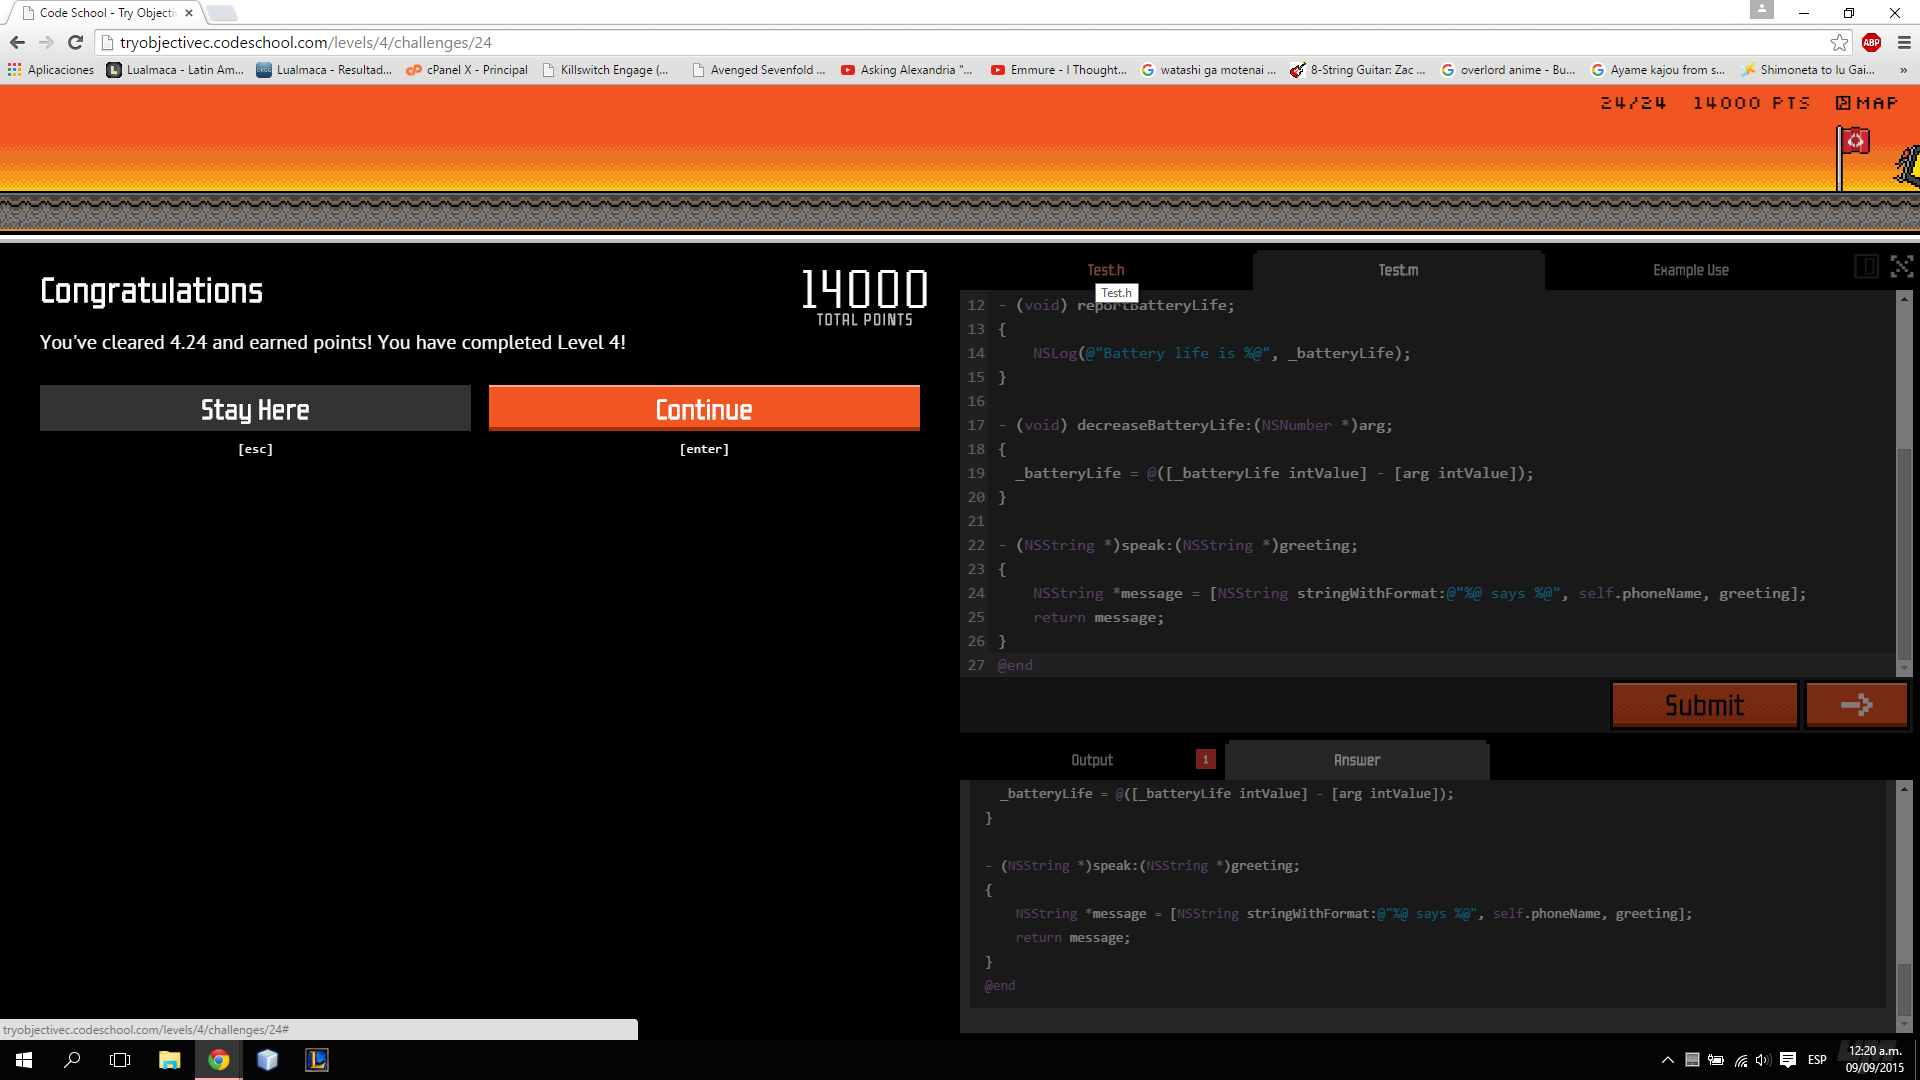 Code School - Try Objectiv
tryobjectivec.codeschool.com/levels/4/challenges/24
ABP
Aplicaciones
Lualmaca - Latin Am...
Lualmaca - Resultad...
cPanel X - Principal
Killswitch Engage (...
Avenged Sevenfold ...
Asking Alexandria "...
Emmure - I Thought...
watashi ga motenai ...
8-String Guitar: Zac ...
overlord anime - Bu...
Ayame kajou from s...
Shimoneta to Iu Gai...
»
24/24 14000 PTS MAP
Congratulations
14000
TOTAL POINTS
You've cleared 4.24 and earned points! You have completed Level 4!
Stay Here
[esc]
Continue
[enter]
Test.h
Test.m
Example Use
Test.h
12 - (void) reportBatteryLife;
13 {
14 NSLog(@"Battery life is %@", _batteryLife);
15 }
16
17 - (void) decreaseBatteryLife:(NSNumber *)arg;
18 {
19 _batteryLife = @([_batteryLife intValue] - [arg intValue]);
20 }
21
22 - (NSString *)speak:(NSString *)greeting;
23 {
24 NSString *message = [NSString stringWithFormat:@"%@ says %@", self.phoneName, greeting];
25 return message;
26 }
27 @end
Submit
Output
1
Answer
_batteryLife = @([_batteryLife intValue] - [arg intValue]);
}
- (NSString *)speak:(NSString *)greeting;
{
NSString *message = [NSString stringWithFormat:@"%@ says %@", self.phoneName, greeting];
return message;
}
@end
tryobjectivec.codeschool.com/levels/4/challenges/24#
ESP
12:20 a.m.
09/09/2015